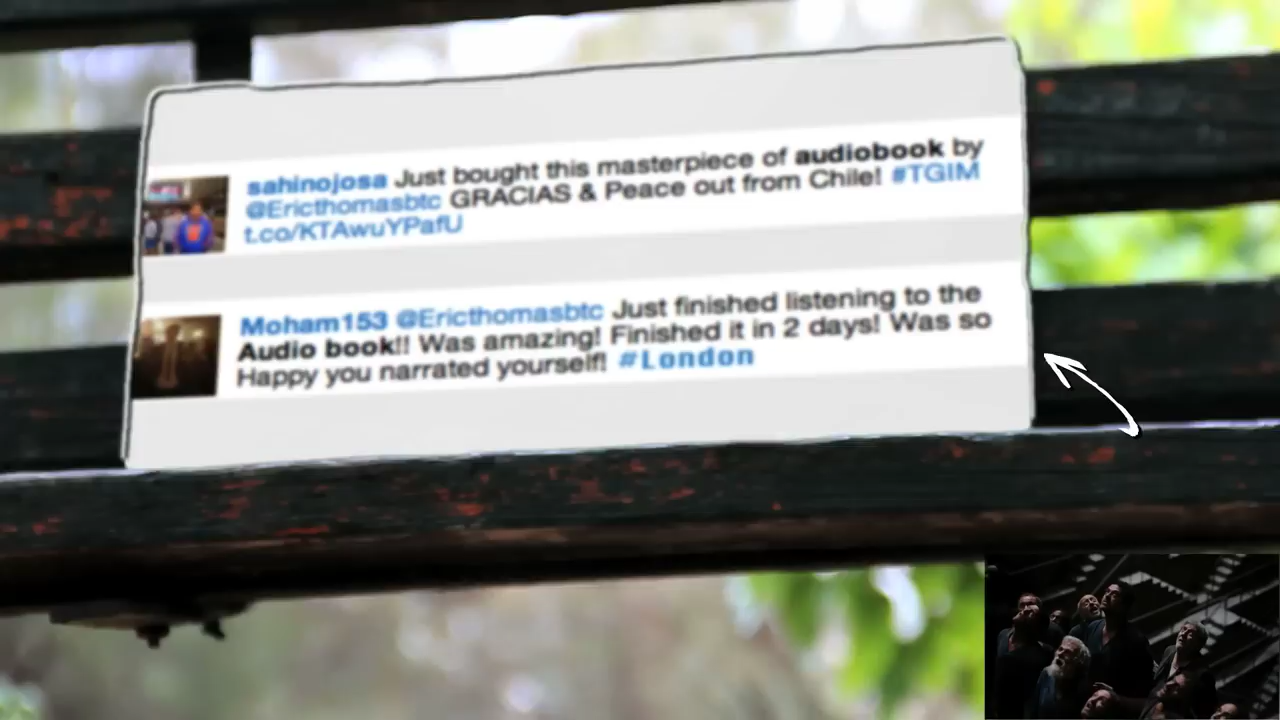 sahinojosa Just bought this masterpiece of audiobook by
@Ericthomasbtc GRACIAS & Peace out from Chile! #TGIM
t.co/KTAwuYPafU
Moham153 @Ericthomasbtc Just finished listening to the
Audio book!! Was amazing! Finished it in 2 days! Was so
Happy you narrated yourself! #London